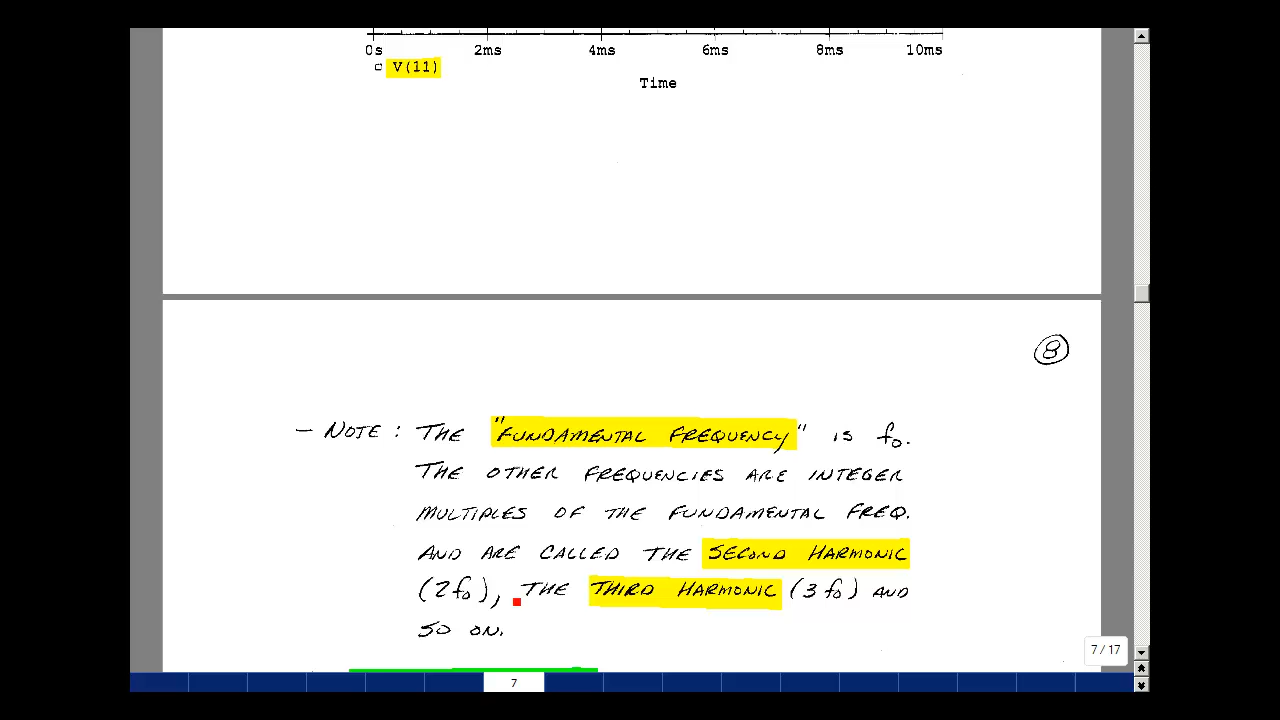 0s 2ms 4ms 6ms 8ms 10ms
V(11)
Time
8
- NOTE : THE "FUNDAMENTAL FREQUENCY" IS f0.
THE OTHER FREQUENCIES ARE INTEGER
MULTIPLES OF THE FUNDAMENTAL FREQ.
AND ARE CALLED THE SECOND HARMONIC
(2f0), THE THIRD HARMONIC (3f0) AND
SO ON.
7 / 17
7